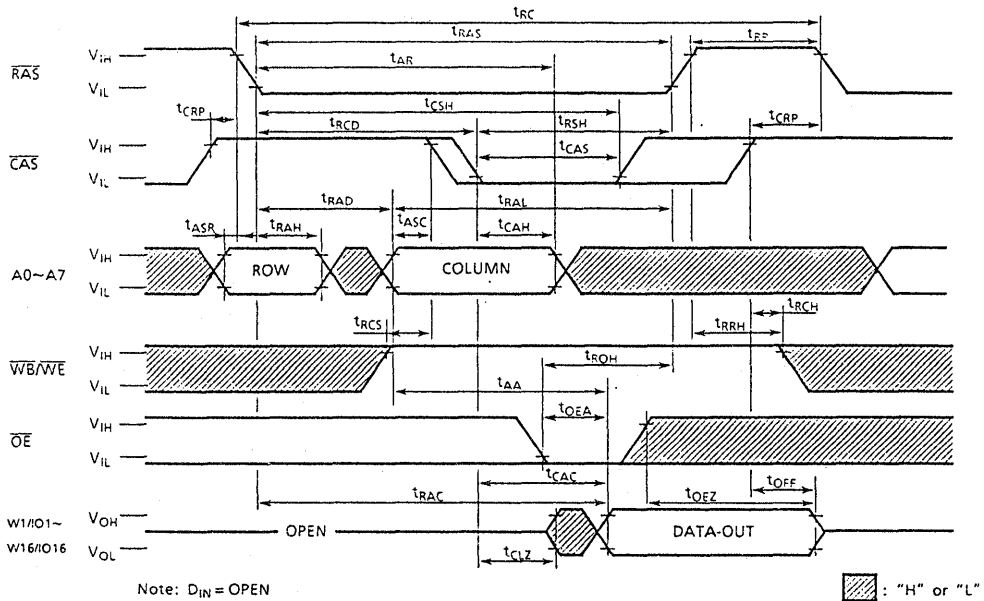 tRC
tRAS
tRP
tAR
RAS
VIH
VIL
tCRP
tCSH
tRCD
tRSH
tCRP
CAS
VIH
VIL
tCAS
tRAD
tRAL
tASR
tRAH
tASC
tCAH
A0~A7
VIH
VIL
ROW
COLUMN
tRCS
tRCH
tRRH
WB/WE
VIH
VIL
tROH
tAA
tOEA
OE
VIH
VIL
tCAC
tOFF
tRAC
tOEZ
W1/IO1~
W16/IO16
VOH
VOL
OPEN
DATA-OUT
tCLZ
Note: DIN = OPEN
: "H" or "L"